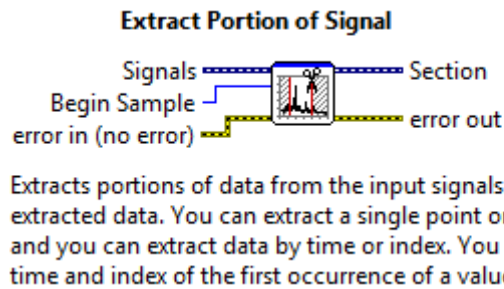 Extract Portion of Signal
Signals
Section
Begin Sample
error in (no error)
error out
Extracts portions of data from the input signals
extracted data. You can extract a single point
and you can extract data by time or index. You
time and index of the first occurrence of a